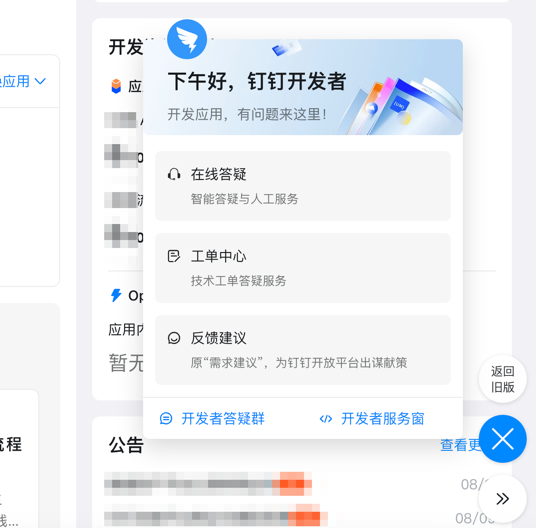 应用
开发
下午好，钉钉开发者
开发应用，有问题来这里！
应
在线答疑
智能答疑与人工服务
工单中心
技术工单答疑服务
Op
应用
反馈建议
原“需求建议”，为钉钉开放平台出谋献策
暂无
返回
旧版
开发者答疑群
开发者服务窗
流程
公告
查看更
08/
08/0
线...